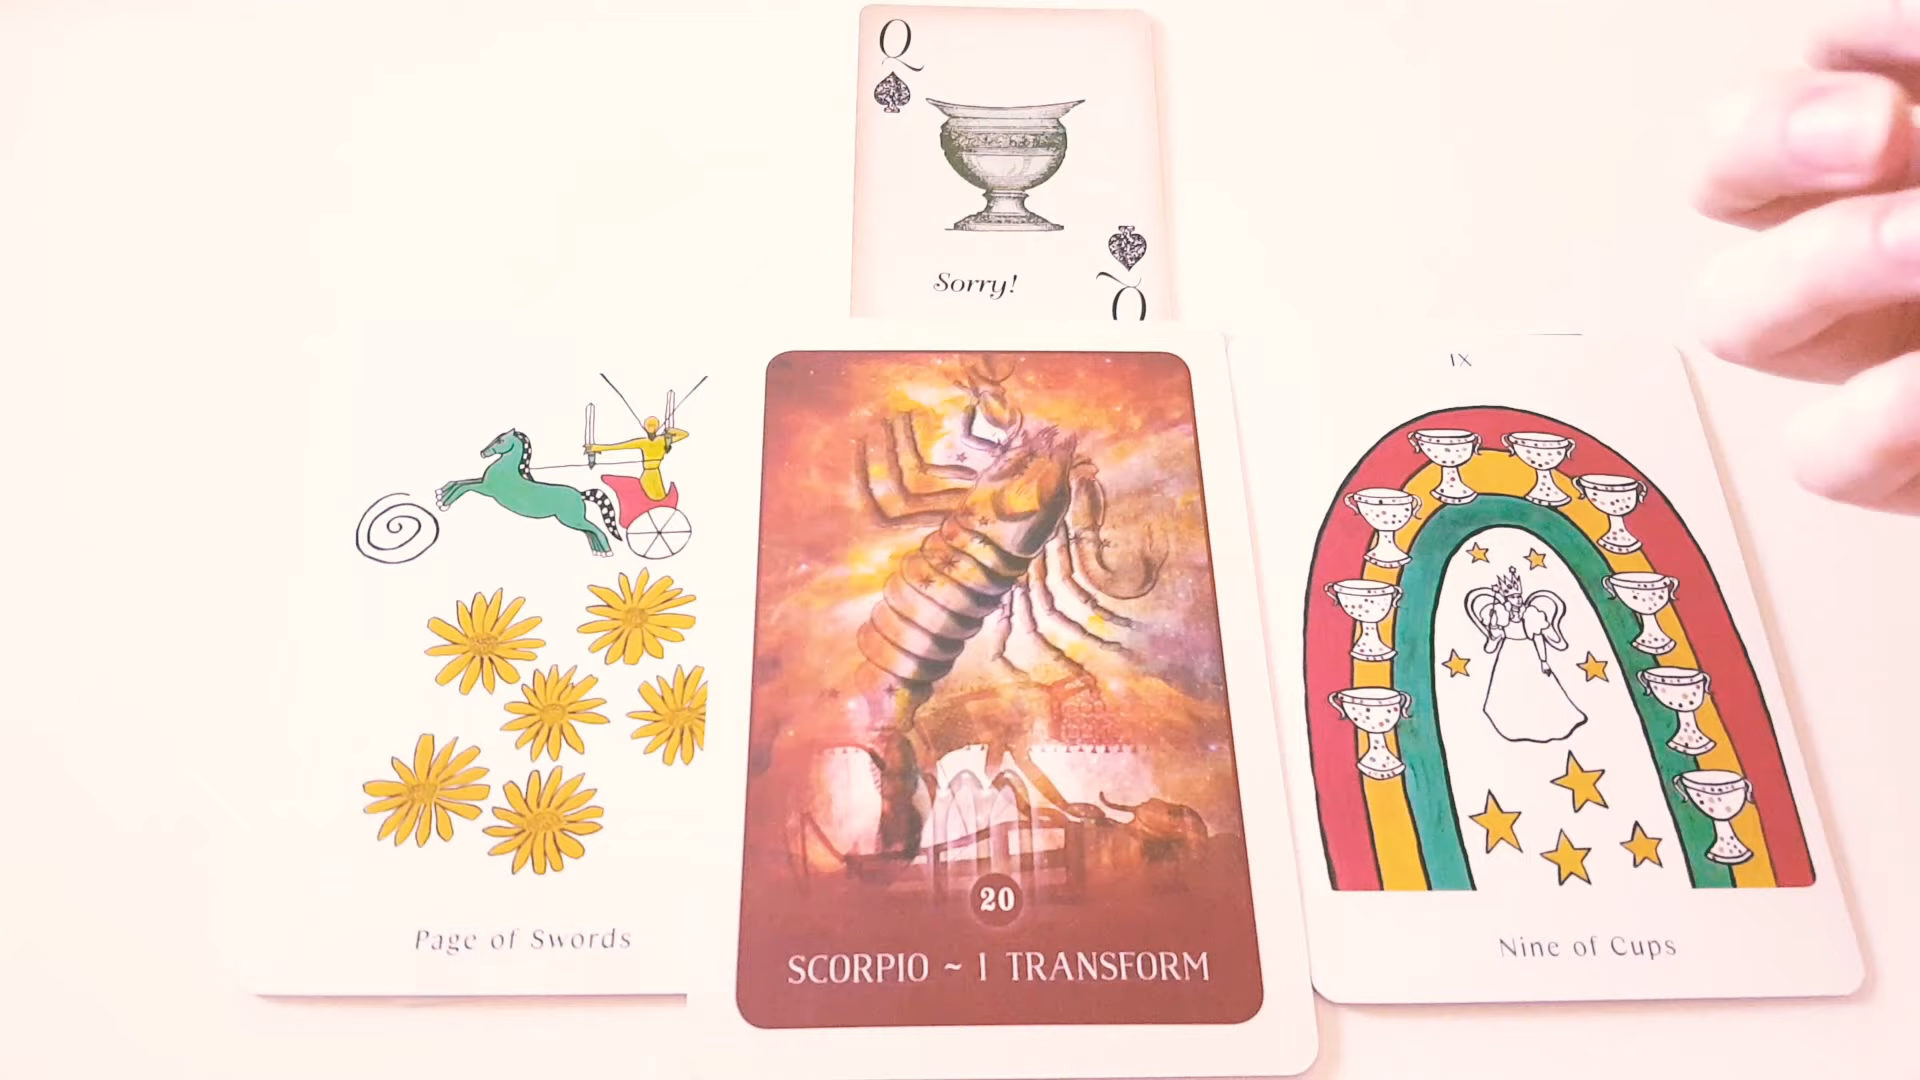 Q
Sorry!
Q
IX
Page of Swords
20
SCORPIO ~ I TRANSFORM
Nine of Cups